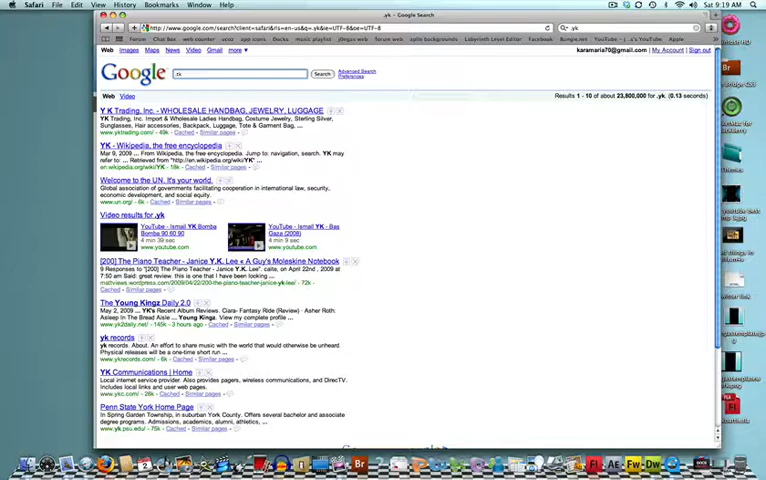 Safari File Edit View History Bookmarks Window Help
Sat 9:19 AM
.yk - Google Search
http://www.google.com/search?client=safari&rls=en-us&q=.yk&ie=UTF-8&oe=UTF-8
.yk
Web Images Maps News Video Gmail more
karamaria70@gmail.com | My Account | Sign out
Google
Search
Advanced Search
Preferences
Web Video
Results 1 - 10 of about 23,800,000 for .yk. (0.13 seconds)
Y K Trading, Inc. - WHOLESALE HANDBAG, JEWELRY, LUGGAGE
YK Trading, Inc. - Importer & Wholesale Ladies Handbag, Costume Jewelry, Sterling Silver,
Sunglasses, Hair accessories, Backpack, Luggage, Tote & Garment Bag, ...
www.yktrading.com/ - 49k - Cached - Similar pages -
YK - Wikipedia, the free encyclopedia
Mar 9, 2009 ... From Wikipedia, the free encyclopedia. Jump to: navigation, search. YK may
refer to: ... Retrieved from "http://en.wikipedia.org/wiki/YK" ...
en.wikipedia.org/wiki/YK - 18k - Cached - Similar pages -
Welcome to the UN. It's your world.
Global association of governments facilitating cooperation in international law, security,
economic development, and social equity.
www.un.org/ - 6k - Cached - Similar pages -
Video results for .yk
YouTube - Ismail YK Bomba
Bomba 90 60 90
4 min 39 sec
www.youtube.com
YouTube - Ismail YK - Bas
Gaza (2008)
4 min 9 sec
www.youtube.com
[200] The Piano Teacher - Janice Y.K. Lee « A Guy's Moleskine Notebook
9 Responses to "[200] The Piano Teacher - Janice Y.K. Lee". caite, on April 22nd, 2009 at
7:50 am Said: great review. this is one that I have been looking ...
mattviews.wordpress.com/2009/04/22/200-the-piano-teacher-janice-yk-lee/ - 72k -
Cached - Similar pages -
The Young Kingz Daily 2.0
May 2, 2009 ... YK's Recent Album Reviews. Ciara- Fantasy Ride (Review) · Asher Roth:
Asleep In The Bread Aisle ... Young Kingz. View my complete profile ...
www.yk2daily.net/ - 145k - 3 hours ago - Cached - Similar pages -
yk records
yk records. About. An effort to share music with the world that would otherwise be unheard
Physical releases will be a one-time short run ...
www.ykrecords.com/ - 6k - Cached - Similar pages -
YK Communications | Home
Local internet service provider. Also provides pagers, wireless communications, and DirecTV.
Includes local links and user web pages.
www.ykc.com/ - 26k - Cached - Similar pages -
Penn State York Home Page
In Spring Garden Township, in suburban York County. Offers several bachelor and associate
degree programs. Admissions, academics, alumni, athletics, ...
www.yk.psu.edu/ - 75k - Cached - Similar pages -